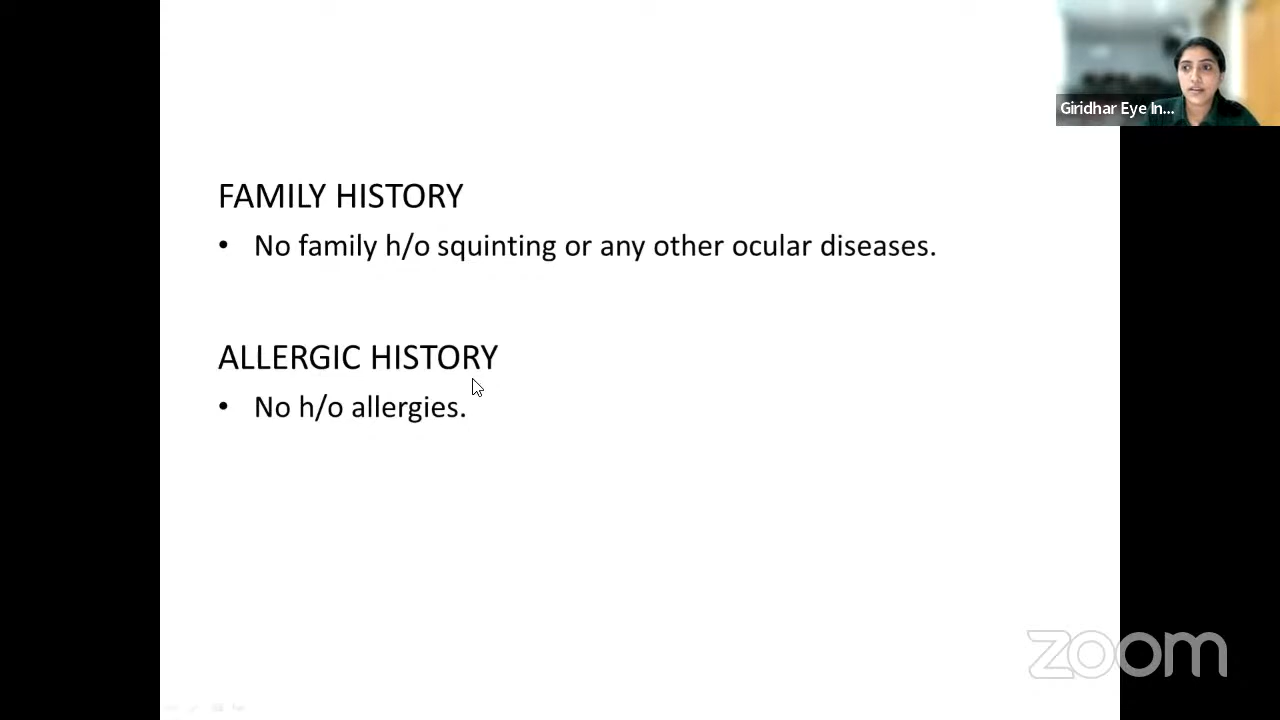 Giridhar Eye In...
FAMILY HISTORY
• No family h/o squinting or any other ocular diseases.
ALLERGIC HISTORY
• No h/o allergies.
zoom